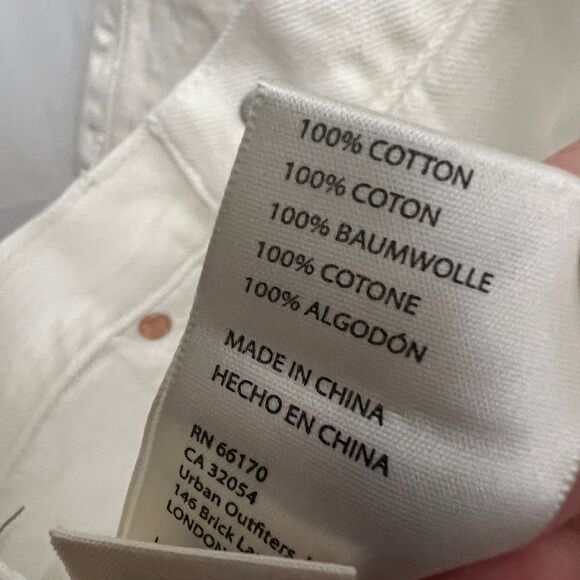 100% COTTON
100% COTON
100% BAUMWOLLE
100% COTONE
100% ALGODÓN
MADE IN CHINA
HECHO EN CHINA
RN 66170
CA 32054
Urban Outfitters,
146 Brick
LONDON